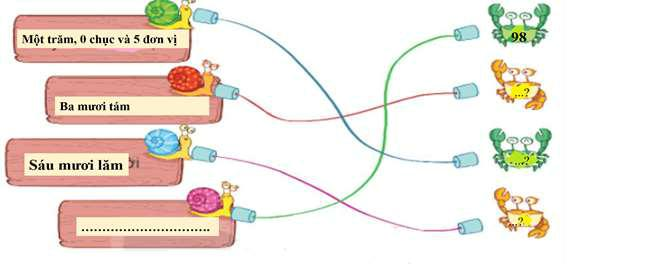 Một trăm, 0 chục và 5 đơn vị
98
Ba mươi tám
...?
Sáu mươi lăm
...?
................................
...?